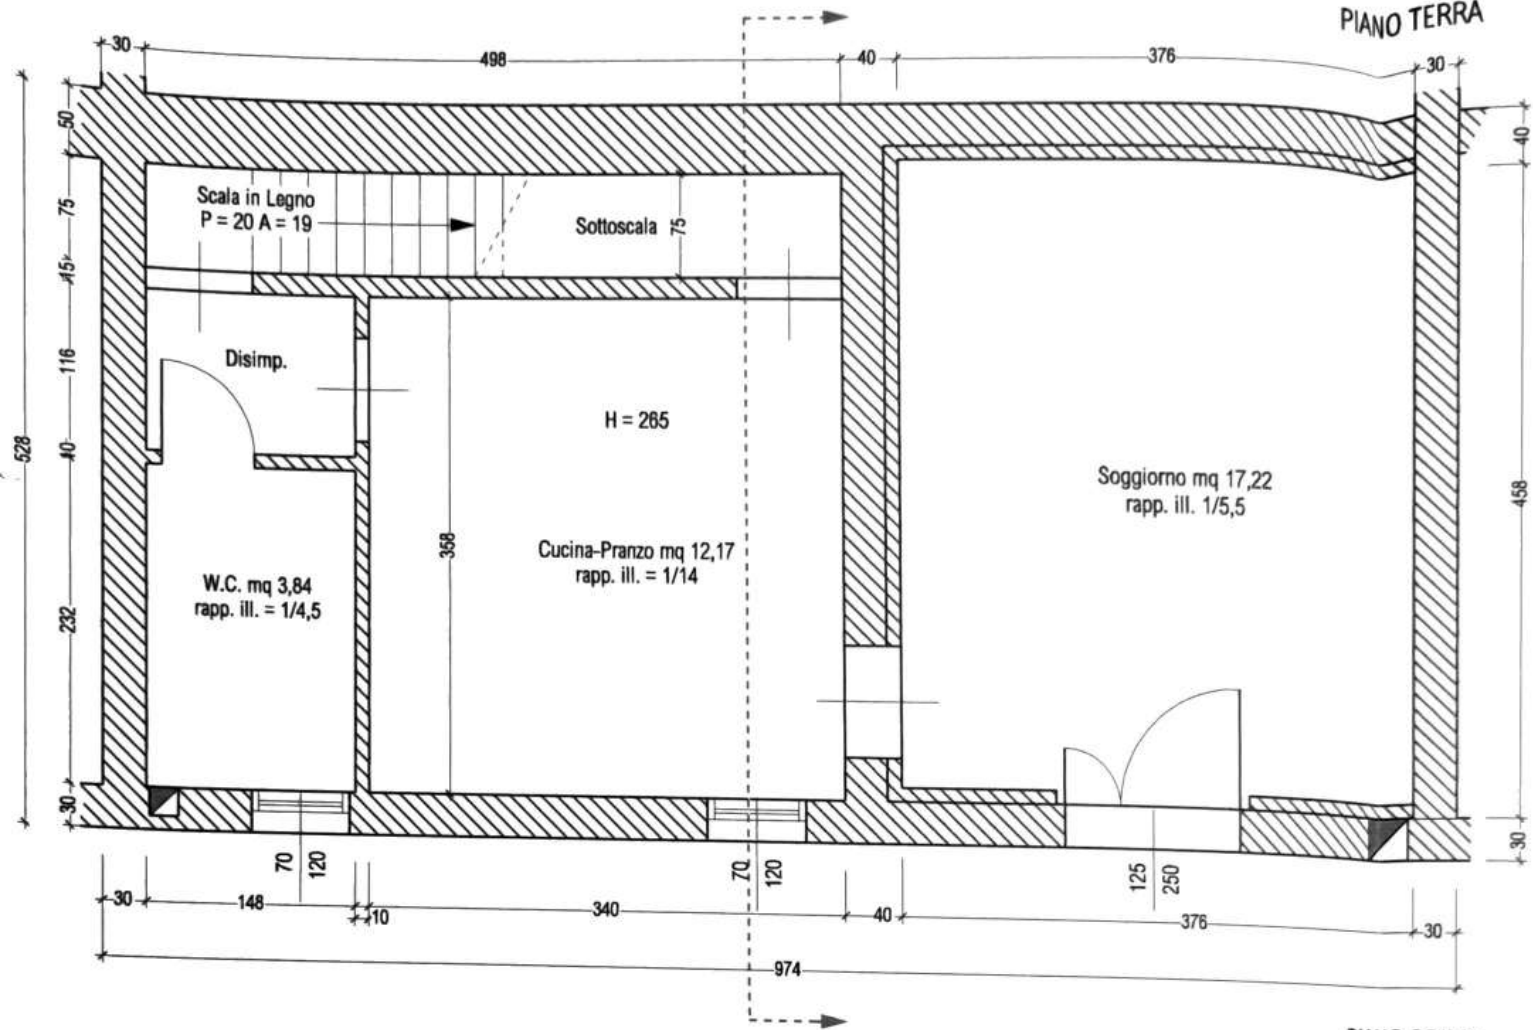 PIANO TERRA
30
498
40
376
30
50
75
15
116
10
232
30
528
40
458
30
Scala in Legno
P = 20 A = 19
Sottoscala
75
Disimp.
H = 265
358
Soggiorno mq 17,22
rapp. ill. 1/5,5
Cucina-Pranzo mq 12,17
rapp. ill. = 1/14
W.C. mq 3,84
rapp. ill. = 1/4,5
70
120
70
120
125
250
30
148
10
340
40
376
30
974